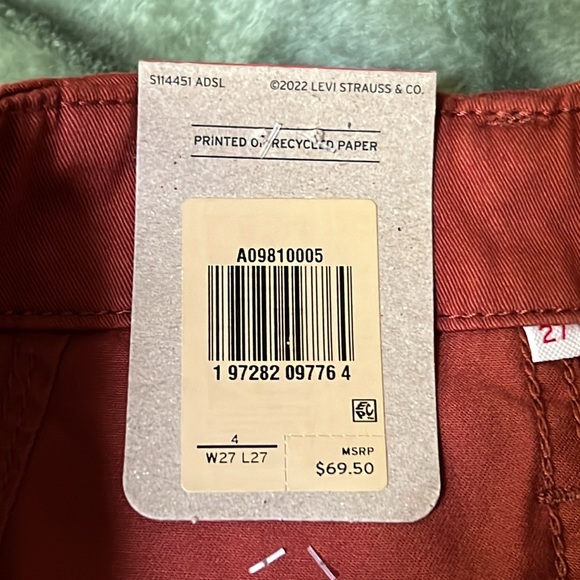 S114451 ADSL ©2022 LEVI STRAUSS & CO.
PRINTED ON RECYCLED PAPER
A09810005
1 97282 09776 4
4
W27 L27
MSRP
$69.50
27